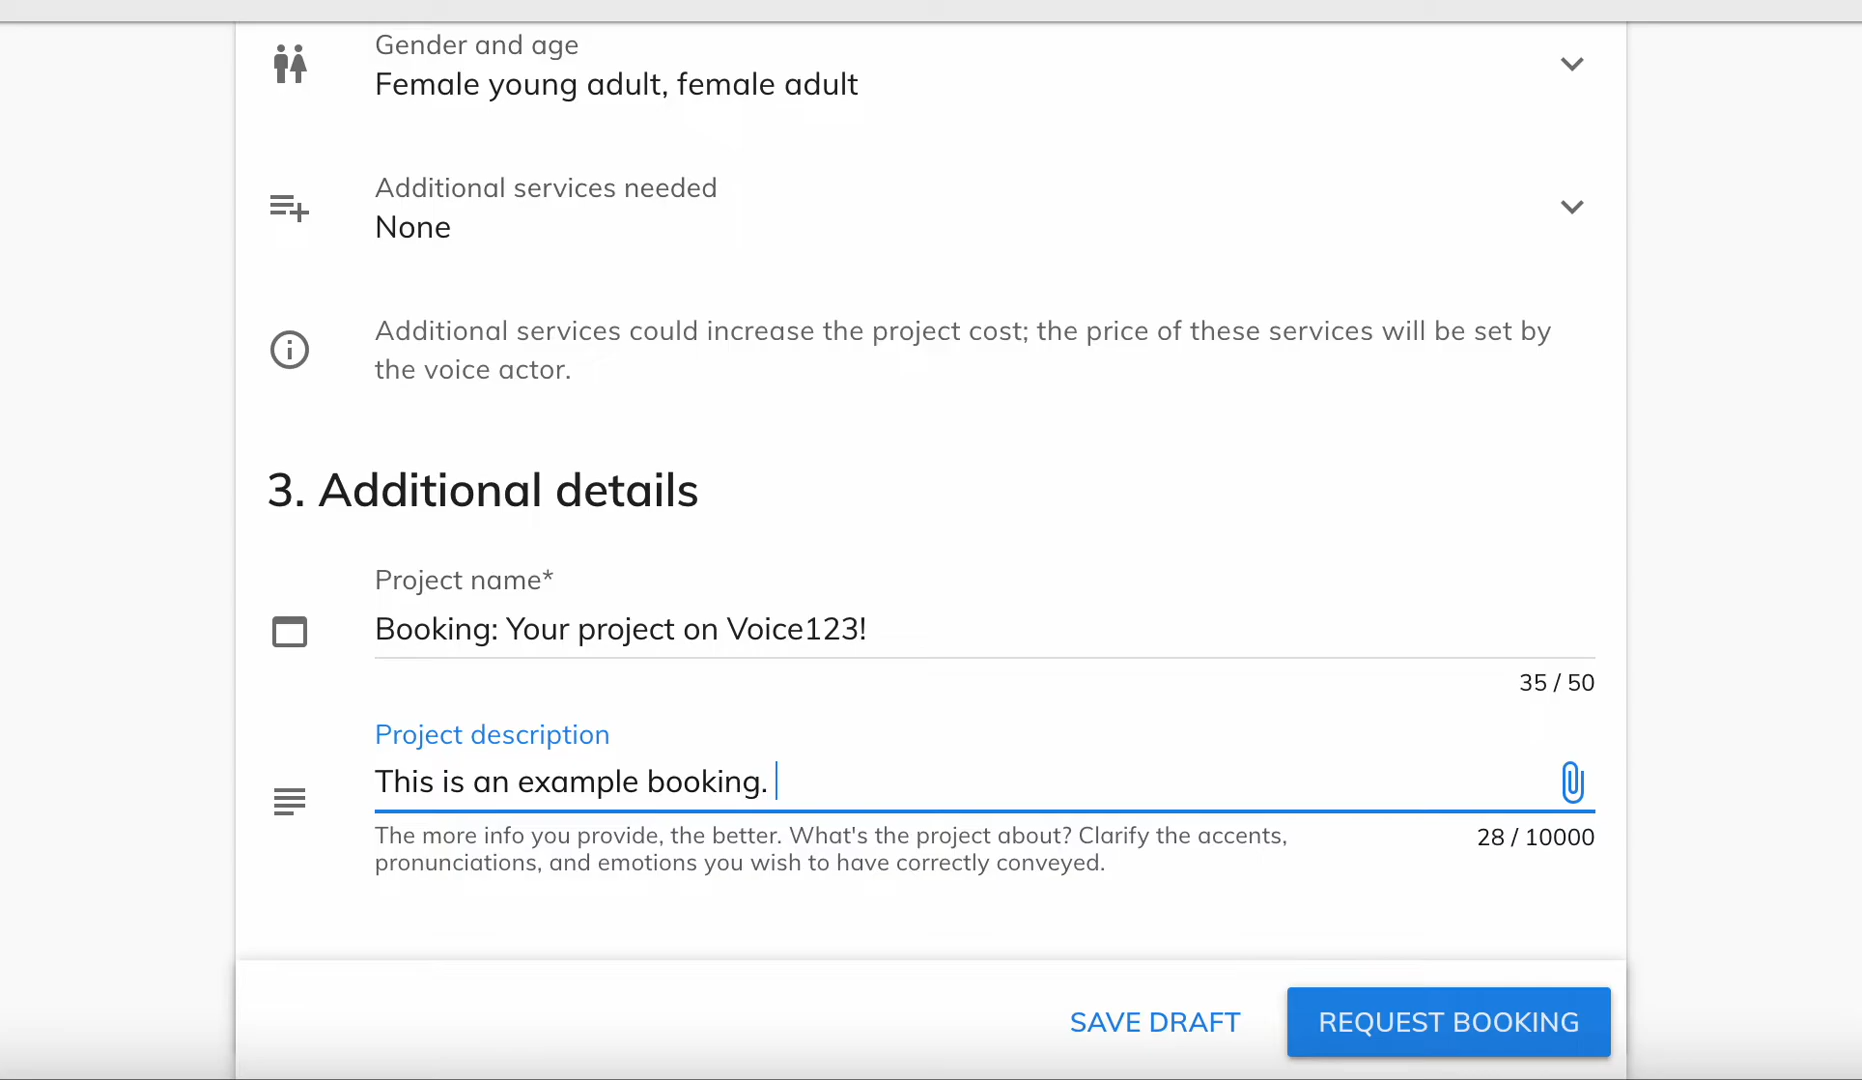 Gender and age
Female young adult, female adult
Additional services needed
None
Additional services could increase the project cost; the price of these services will be set by
the voice actor.
3. Additional details
Project name*
Booking: Your project on Voice123!
35 / 50
Project description
This is an example booking.
The more info you provide, the better. What's the project about? Clarify the accents,
pronunciations, and emotions you wish to have correctly conveyed.
28 / 10000
SAVE DRAFT
REQUEST BOOKING